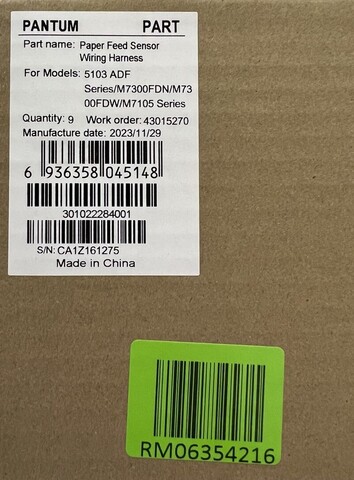 PANTUM PART
Part name: Paper Feed Sensor
Wiring Harness
For Models: 5103 ADF
Series/M7300FDN/M73
00FDW/M7105 Series
Quantity: 9 Work order: 43015270
Manufacture date: 2023/11/29
6 936358 045148
301022284001
S/N: CA1Z161275
Made in China
RM06354216